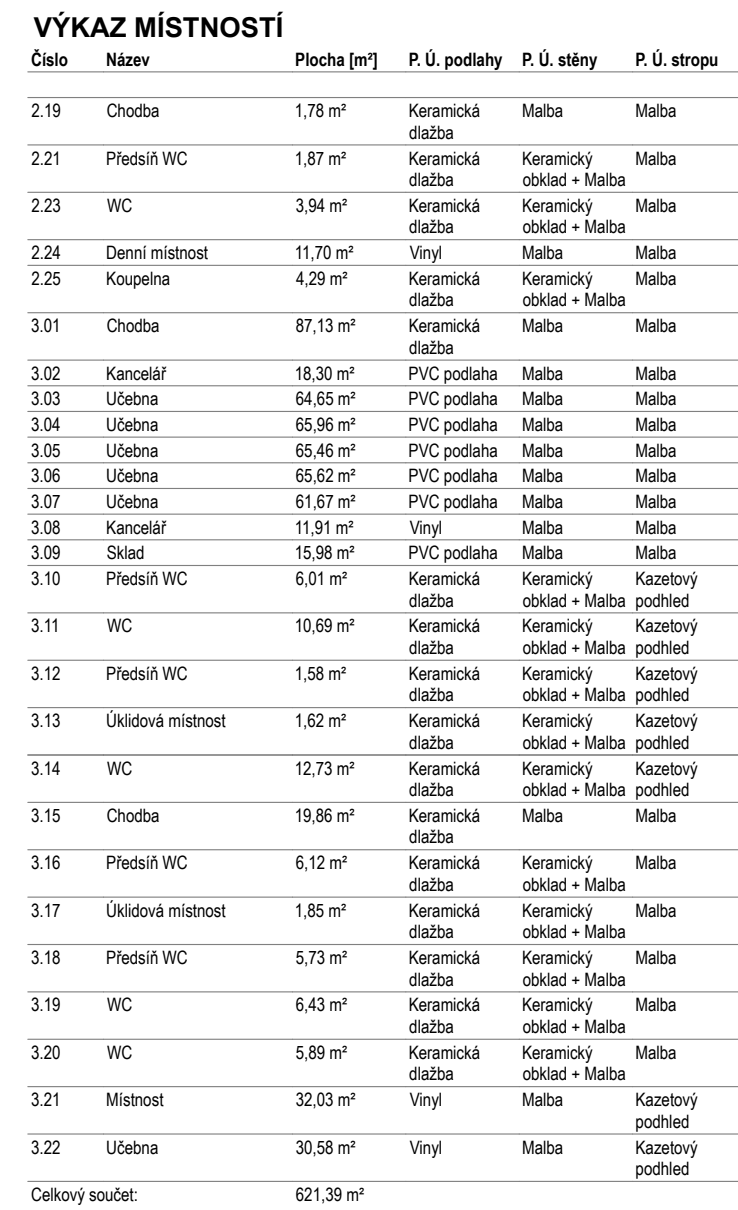 VÝKAZ MÍSTNOSTÍ
Číslo Název Plocha [m²] P. Ú. podlahy P. Ú. stěny P. Ú. stropu
2.19 Chodba 1,78 m² Keramická Malba Malba
dlažba
2.21 Předsíň WC 1,87 m² Keramická Keramický Malba
dlažba obklad + Malba
2.23 WC 3,94 m² Keramická Keramický Malba
dlažba obklad + Malba
2.24 Denní místnost 11,70 m² Vinyl Malba Malba
2.25 Koupelna 4,29 m² Keramická Keramický Malba
dlažba obklad + Malba
3.01 Chodba 87,13 m² Keramická Malba Malba
dlažba
3.02 Kancelář 18,30 m² PVC podlaha Malba Malba
3.03 Učebna 64,65 m² PVC podlaha Malba Malba
3.04 Učebna 65,96 m² PVC podlaha Malba Malba
3.05 Učebna 65,46 m² PVC podlaha Malba Malba
3.06 Učebna 65,62 m² PVC podlaha Malba Malba
3.07 Učebna 61,67 m² PVC podlaha Malba Malba
3.08 Kancelář 11,91 m² Vinyl Malba Malba
3.09 Sklad 15,98 m² PVC podlaha Malba Malba
3.10 Předsíň WC 6,01 m² Keramická Keramický Kazetový
dlažba obklad + Malba podhled
3.11 WC 10,69 m² Keramická Keramický Kazetový
dlažba obklad + Malba podhled
3.12 Předsíň WC 1,58 m² Keramická Keramický Kazetový
dlažba obklad + Malba podhled
3.13 Úklidová místnost 1,62 m² Keramická Keramický Kazetový
dlažba obklad + Malba podhled
3.14 WC 12,73 m² Keramická Keramický Kazetový
dlažba obklad + Malba podhled
3.15 Chodba 19,86 m² Keramická Malba Malba
dlažba
3.16 Předsíň WC 6,12 m² Keramická Keramický Malba
dlažba obklad + Malba
3.17 Úklidová místnost 1,85 m² Keramická Keramický Malba
dlažba obklad + Malba
3.18 Předsíň WC 5,73 m² Keramická Keramický Malba
dlažba obklad + Malba
3.19 WC 6,43 m² Keramická Keramický Malba
dlažba obklad + Malba
3.20 WC 5,89 m² Keramická Keramický Malba
dlažba obklad + Malba
3.21 Místnost 32,03 m² Vinyl Malba Kazetový
podhled
3.22 Učebna 30,58 m² Vinyl Malba Kazetový
podhled
Celkový součet: 621,39 m²